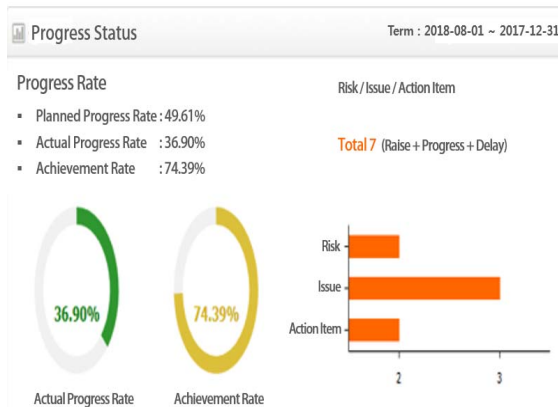 Progress Status
Term : 2018-08-01 ~ 2017-12-31
Progress Rate
▪ Planned Progress Rate : 49.61%
▪ Actual Progress Rate : 36.90%
▪ Achievement Rate : 74.39%
Risk / Issue / Action Item
Total 7 (Raise + Progress + Delay)
36.90%
Actual Progress Rate
74.39%
Achievement Rate
Risk
Issue
Action Item
2 3